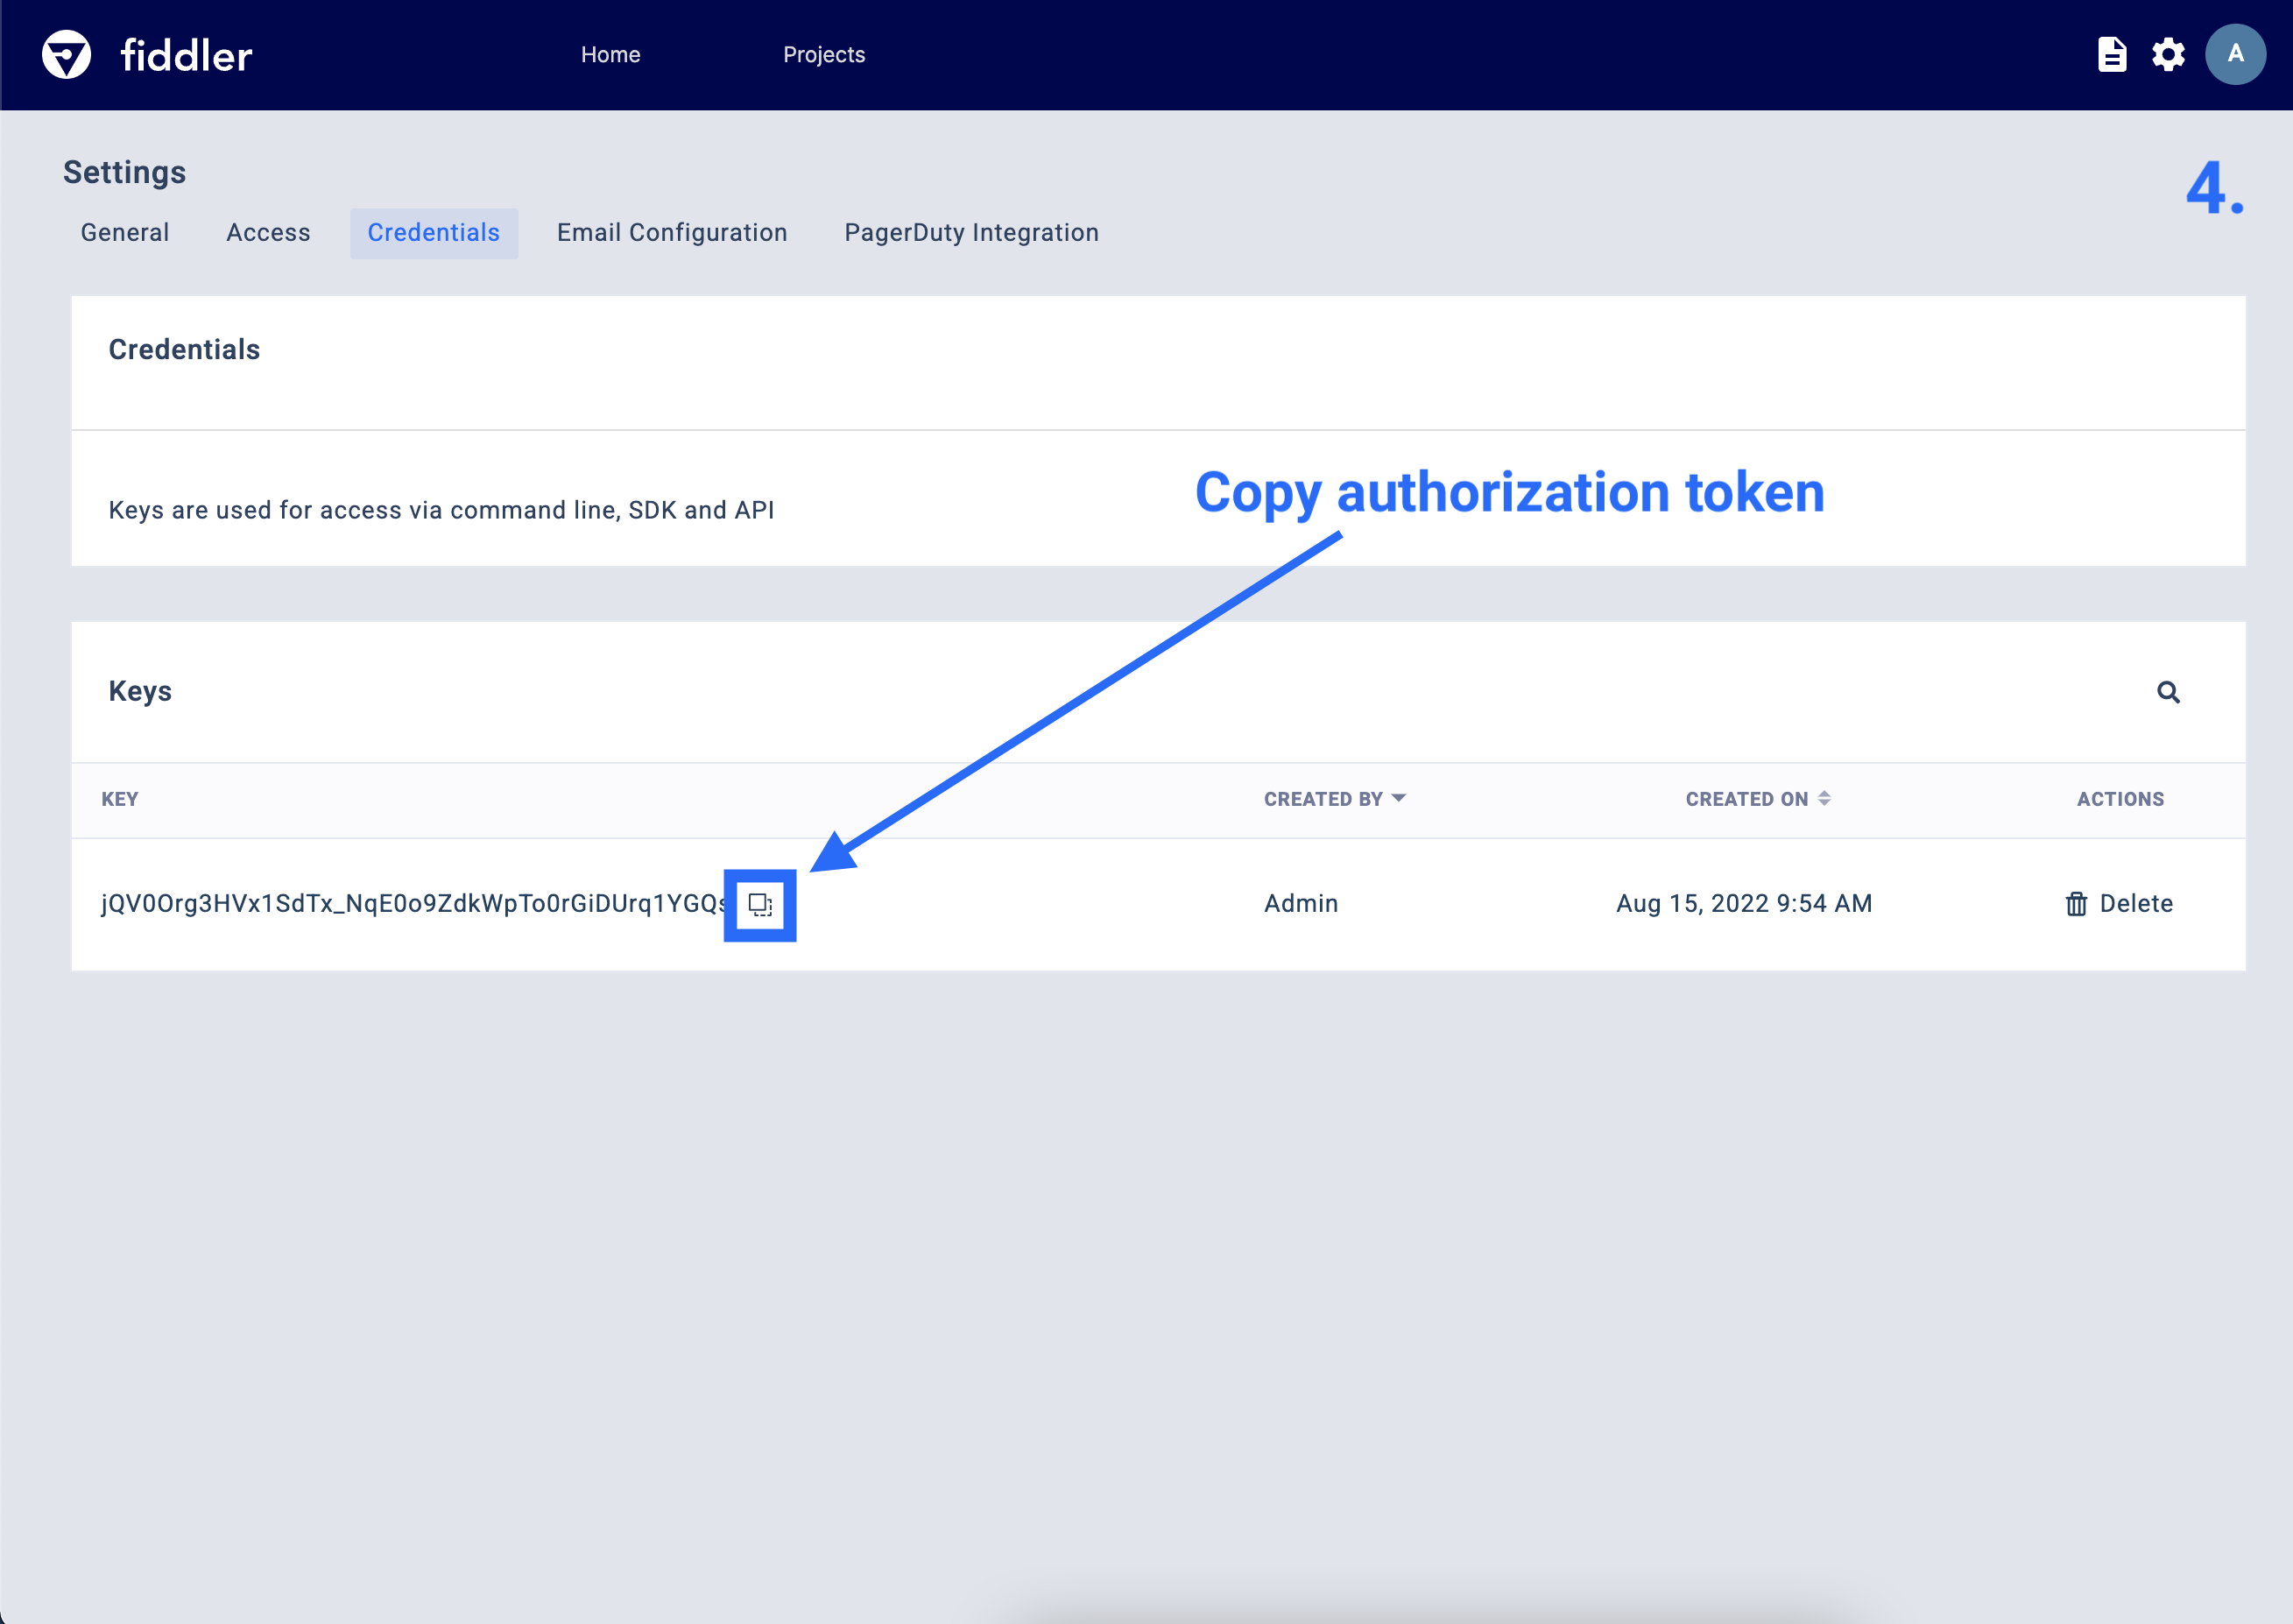 fiddler Home Projects A
Settings
4.
General Access Credentials Email Configuration PagerDuty Integration
Credentials
Copy authorization token
Keys are used for access via command line, SDK and API
Keys
KEY CREATED BY CREATED ON ACTIONS
jQV0Org3HVx1SdTx_NqE0o9ZdkWpTo0rGiDUrq1YGQs Admin Aug 15, 2022 9:54 AM Delete